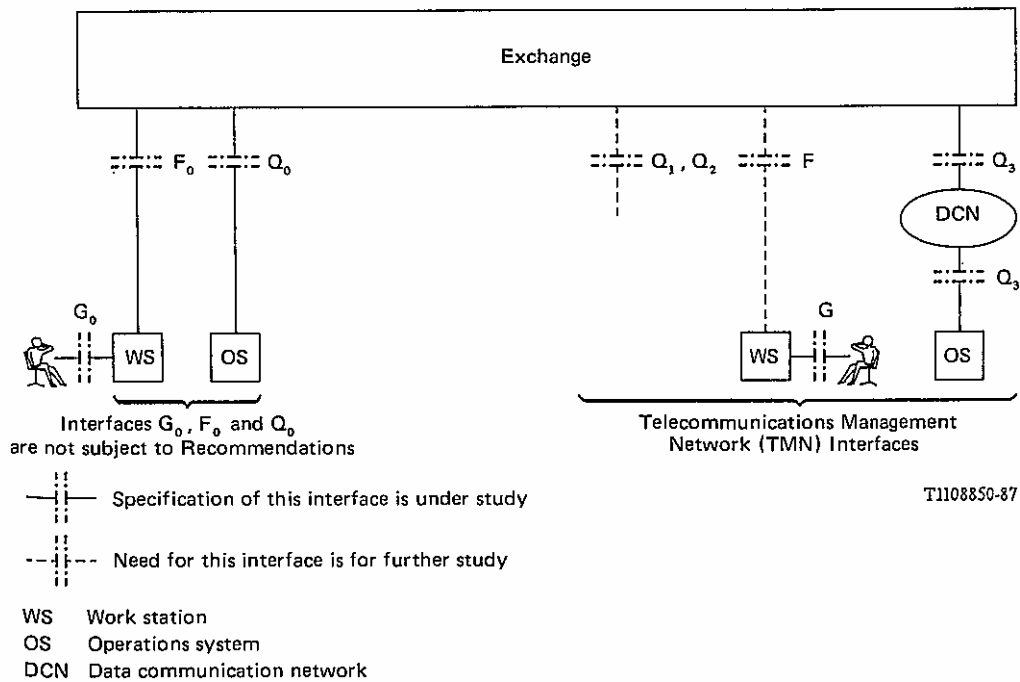 Exchange
F₀
Q₀
Q₁ , Q₂
F
Q₃
DCN
Q₃
G₀
G
WS
OS
WS
OS
Interfaces G₀, F₀ and Q₀
are not subject to Recommendations
Telecommunications Management
Network (TMN) Interfaces
T1108850-87
Specification of this interface is under study
Need for this interface is for further study
WS Work station
OS Operations system
DCN Data communication network